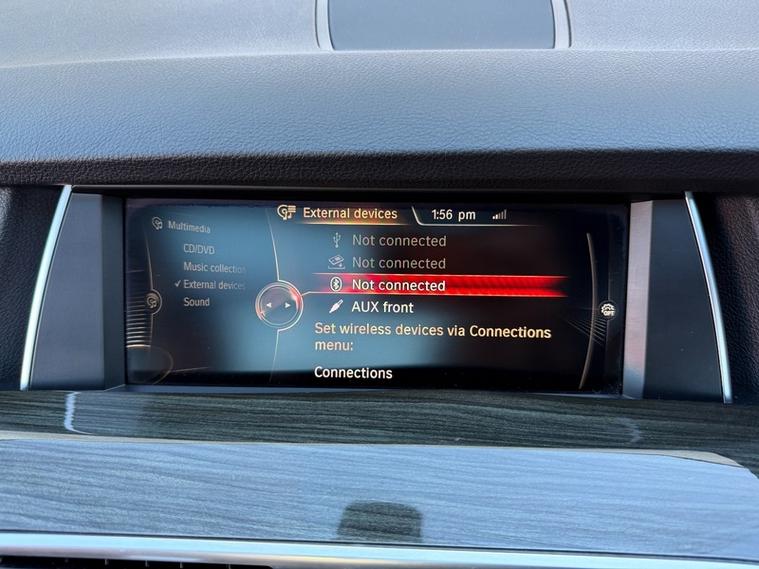 External devices 1:56 pm
Multimedia
CD/DVD
Music collection
External devices
Sound
Not connected
Not connected
Not connected
AUX front
Set wireless devices via Connections
menu:
Connections
OFF